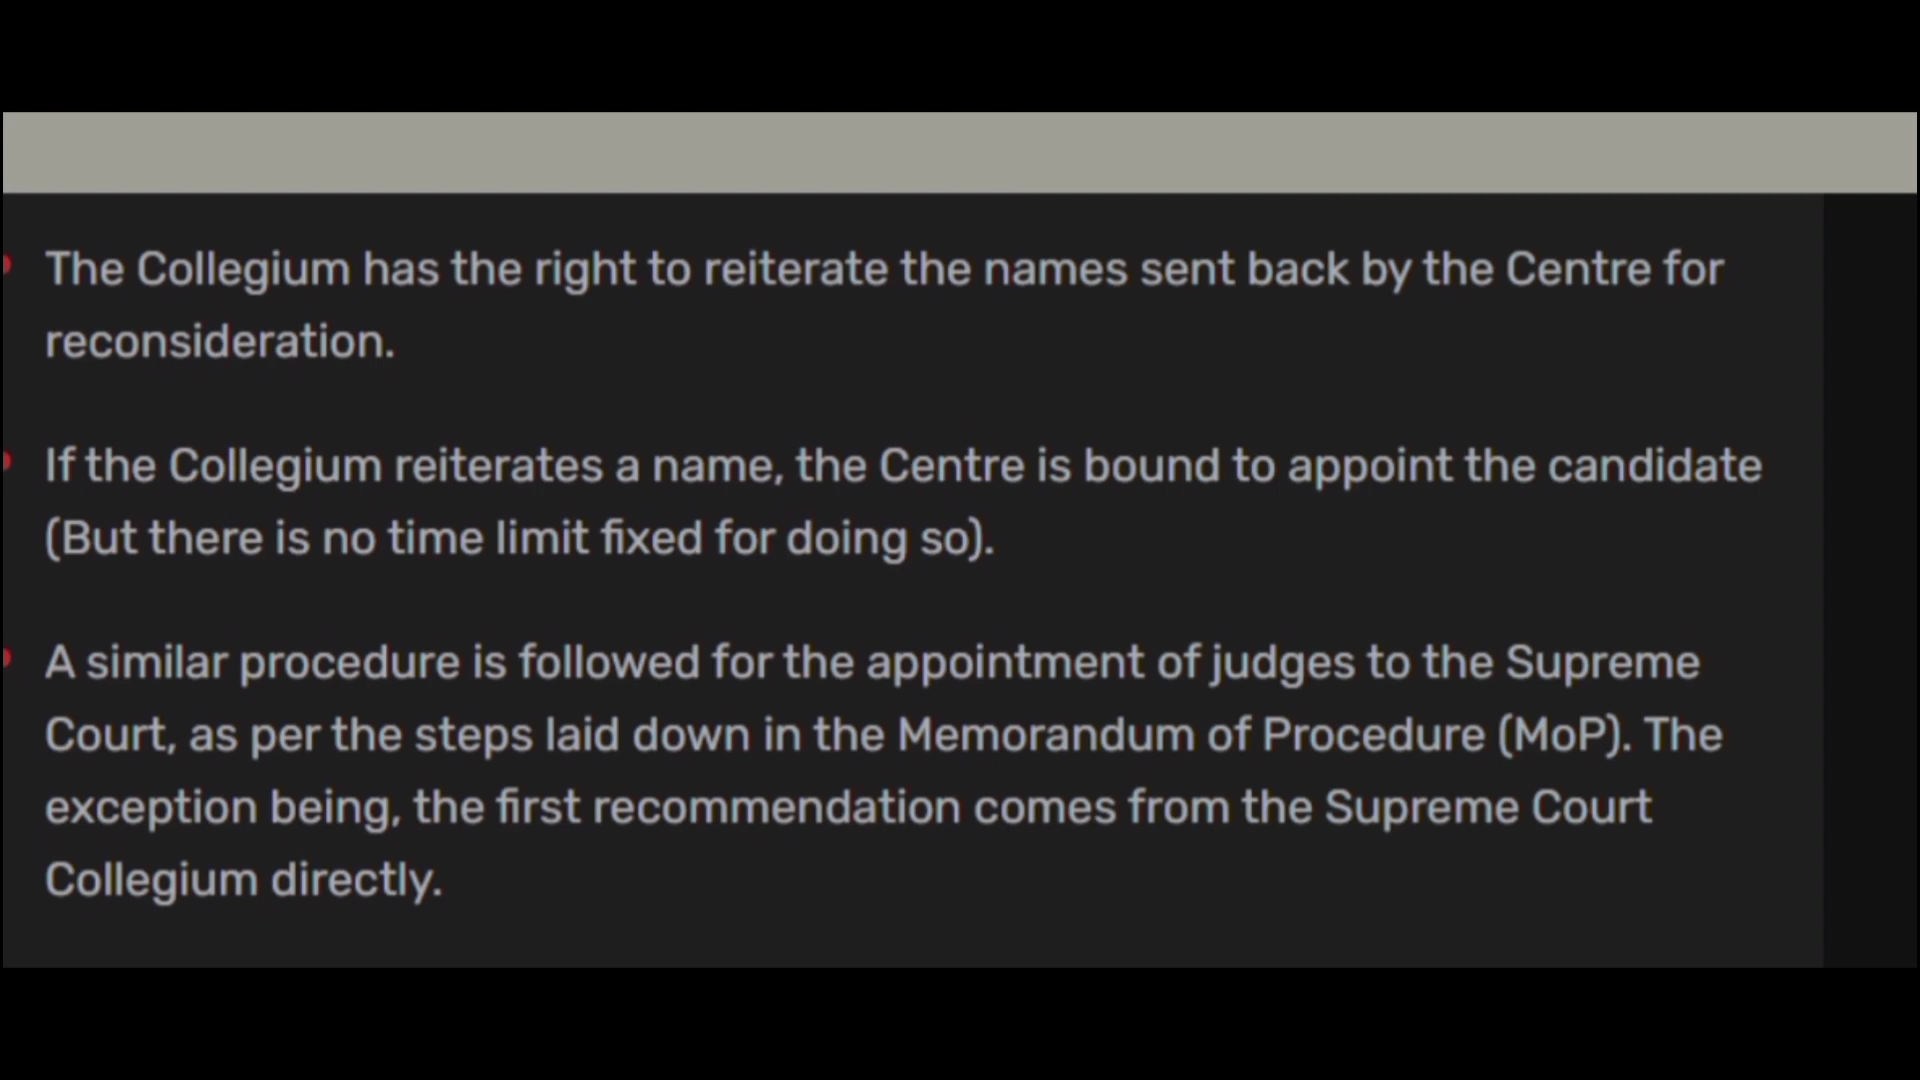 The Collegium has the right to reiterate the names sent back by the Centre for
reconsideration.
If the Collegium reiterates a name, the Centre is bound to appoint the candidate
(But there is no time limit fixed for doing so).
A similar procedure is followed for the appointment of judges to the Supreme
Court, as per the steps laid down in the Memorandum of Procedure (MoP). The
exception being, the first recommendation comes from the Supreme Court
Collegium directly.